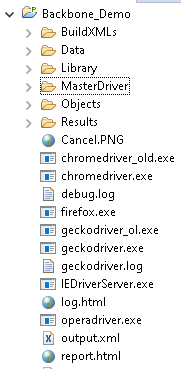 Backbone_Demo
BuildXMLs
Data
Library
MasterDriver
Objects
Results
Cancel.PNG
chromedriver_old.exe
chromedriver.exe
debug.log
firefox.exe
geckodriver_ol.exe
geckodriver.exe
geckodriver.log
IEDriverServer.exe
log.html
operadriver.exe
output.xml
report.html